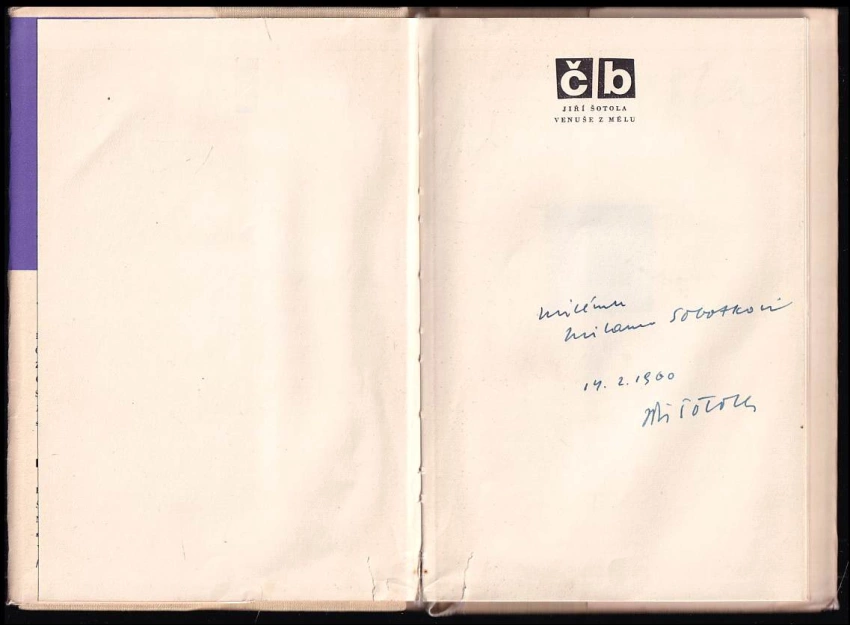 čb
JIŘÍ ŠOTOLA
VENUŠE Z MÉLU
Milému
Milanu Sobotkovi
14. 2. 1960
Jiří Šotola